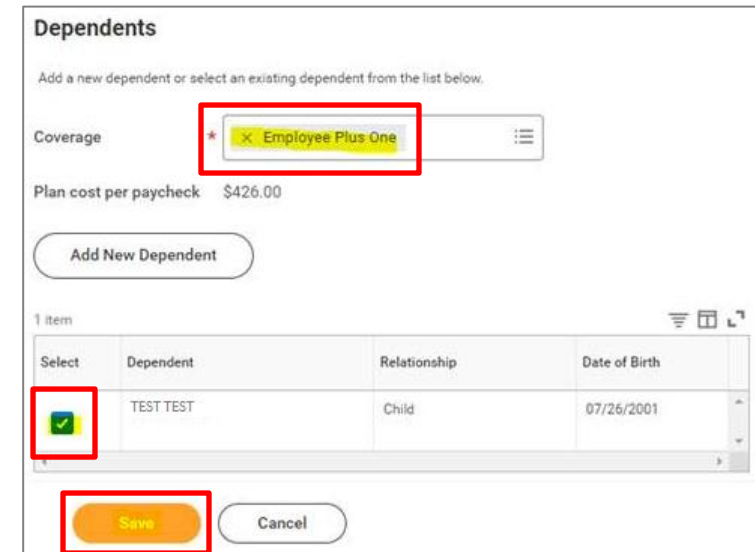 Dependents
Add a new dependent or select an existing dependent from the list below.
Coverage * × Employee Plus One
Plan cost per paycheck $426.00
Add New Dependent
1 item
Select Dependent Relationship Date of Birth
TEST TEST Child 07/26/2001
Save Cancel